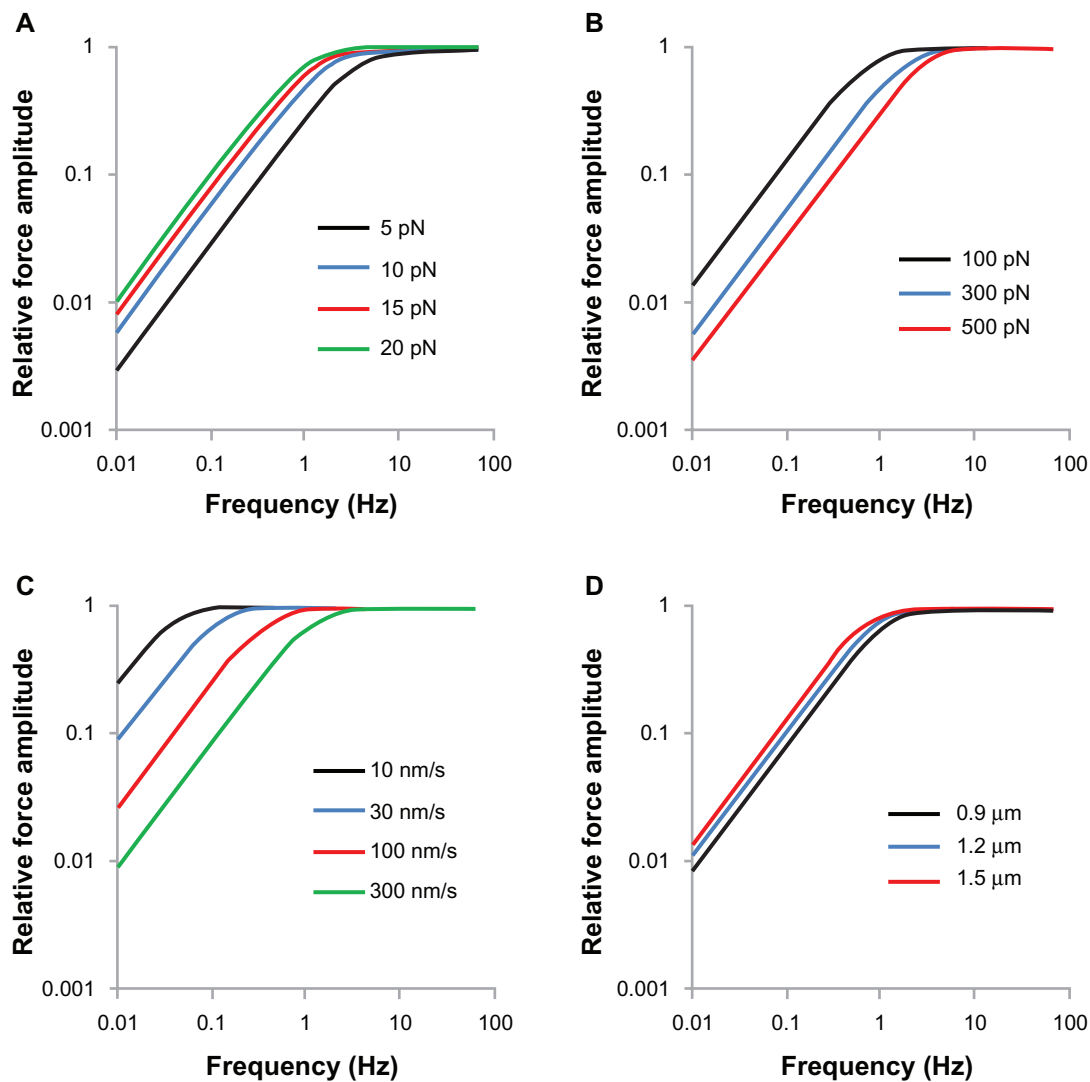 A
Relative force amplitude
1
0.1
0.01
0.001
5 pN
10 pN
15 pN
20 pN
0.01 0.1 1 10 100
Frequency (Hz)
B
Relative force amplitude
1
0.1
0.01
0.001
100 pN
300 pN
500 pN
0.01 0.1 1 10 100
Frequency (Hz)
C
Relative force amplitude
1
0.1
0.01
0.001
10 nm/s
30 nm/s
100 nm/s
300 nm/s
0.01 0.1 1 10 100
Frequency (Hz)
D
Relative force amplitude
1
0.1
0.01
0.001
0.9 μm
1.2 μm
1.5 μm
0.01 0.1 1 10 100
Frequency (Hz)